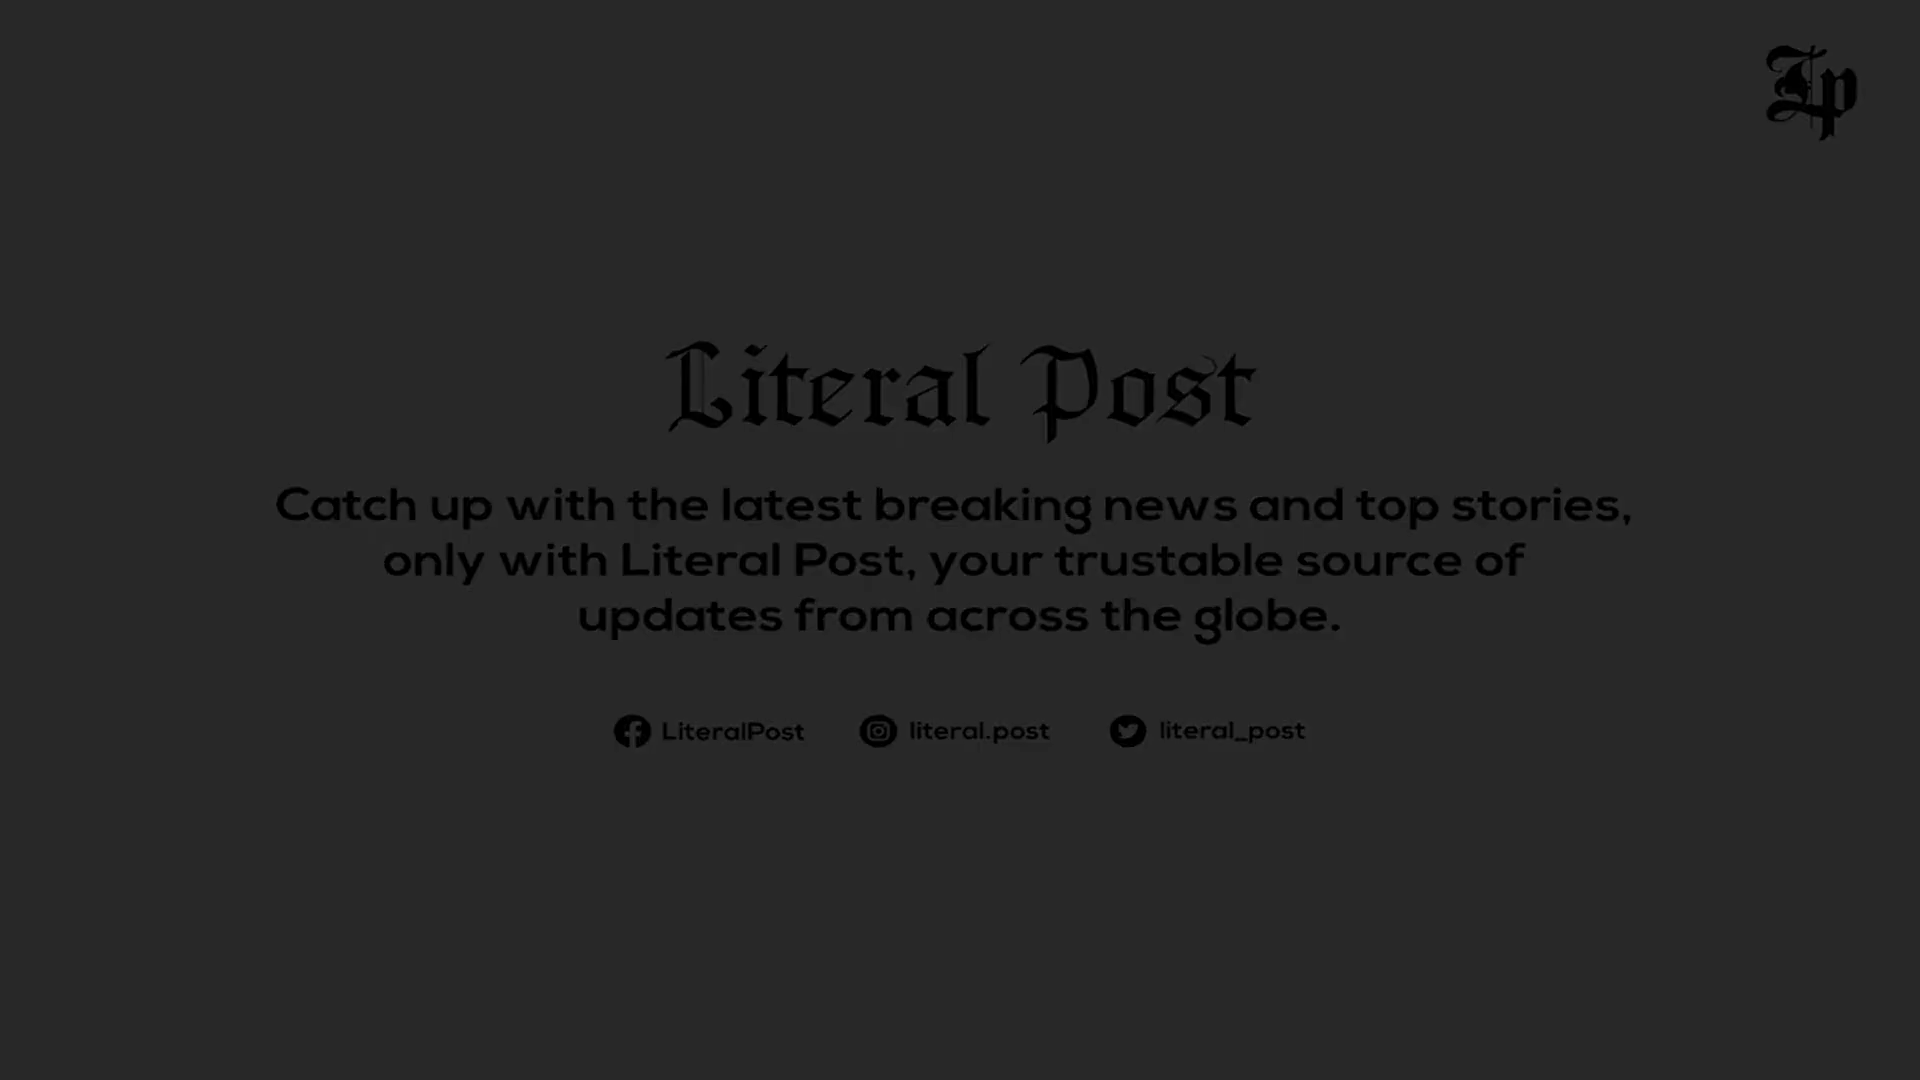 Lp
Literal Post
Catch up with the latest breaking news and top stories,
only with Literal Post, your trustable source of
updates from across the globe.
LiteralPost literal.post literal_post